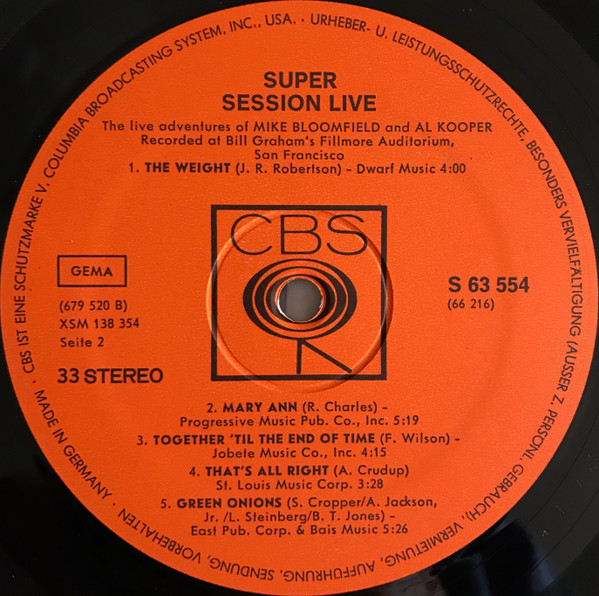 CBS IST EINE SCHUTZMARKE V. COLUMBIA BROADCASTING SYSTEM, INC., USA. · URHEBER- U. LEISTUNGSSCHUTZRECHTE, BESONDERS VERVIELFÄLTIGUNG (AUSSER Z. PERSÖNL. GEBRAUCH), VERMIETUNG, AUFFÜHRUNG, SENDUNG, VORBEHALTEN · MADE IN GERMANY ·
SUPER
SESSION LIVE
The live adventures of MIKE BLOOMFIELD and AL KOOPER
Recorded at Bill Graham's Fillmore Auditorium,
San Francisco
1. THE WEIGHT (J. R. Robertson) – Dwarf Music 4:00
CBS
GEMA
(679 520 B)
XSM 138 354
Seite 2
33 STEREO
S 63 554
(66 216)
2. MARY ANN (R. Charles) –
Progressive Music Pub. Co., Inc. 5:19
3. TOGETHER 'TIL THE END OF TIME (F. Wilson) –
Jobete Music Co., Inc. 4:15
4. THAT'S ALL RIGHT (A. Crudup)
St. Louis Music Corp. 3:28
5. GREEN ONIONS (S. Cropper/A. Jackson,
Jr. /L. Steinberg/B. T. Jones) –
East Pub. Corp. & Bais Music 5:26